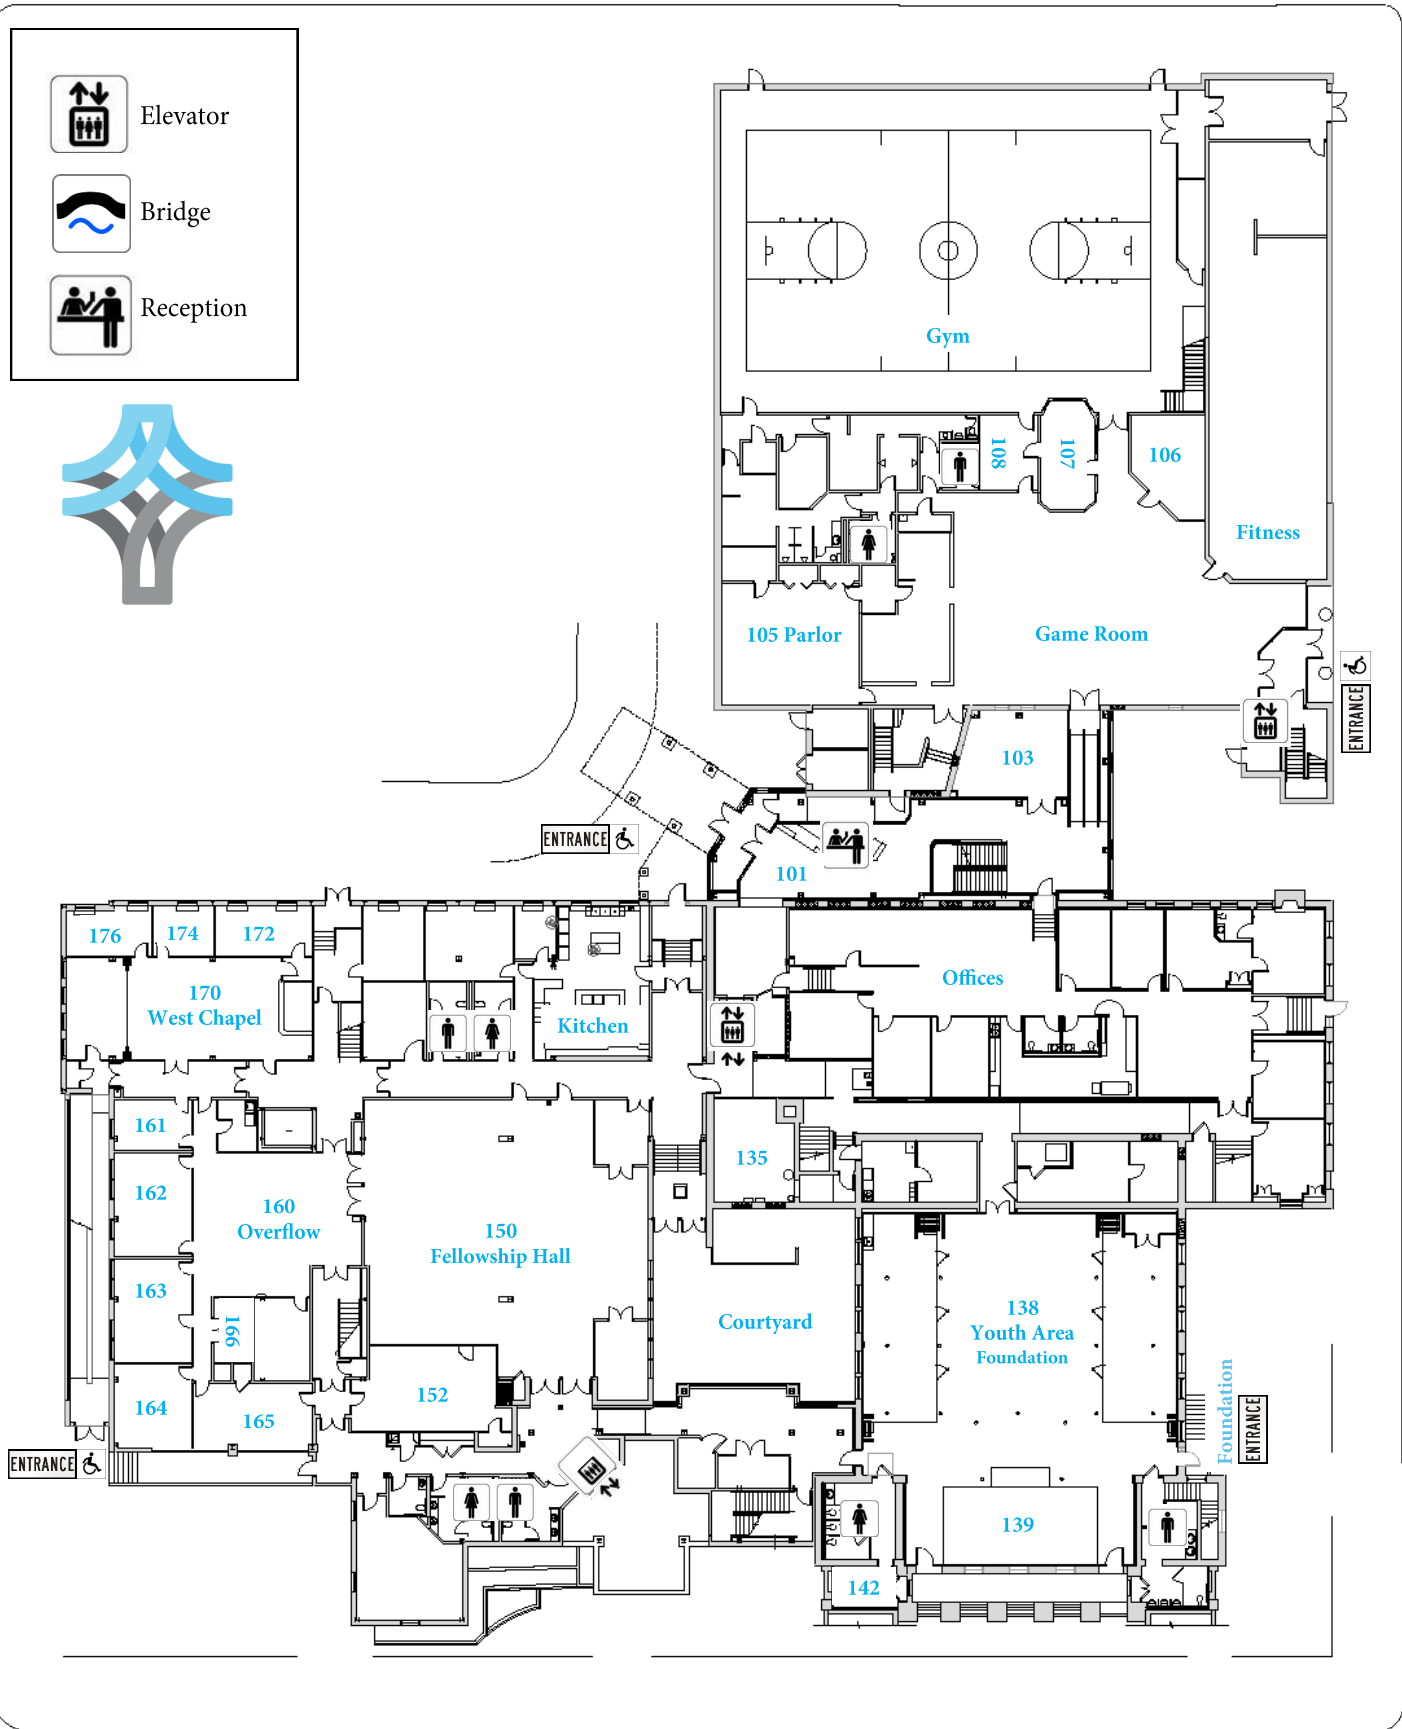 Elevator
Bridge
Reception
Gym
108
107
106
Fitness
105 Parlor
Game Room
ENTRANCE
103
ENTRANCE
101
176
174
172
170
West Chapel
Kitchen
Offices
161
162
163
164
165
166
160
Overflow
150
Fellowship Hall
152
135
Courtyard
138
Youth Area
Foundation
Foundation
ENTRANCE
ENTRANCE
139
142